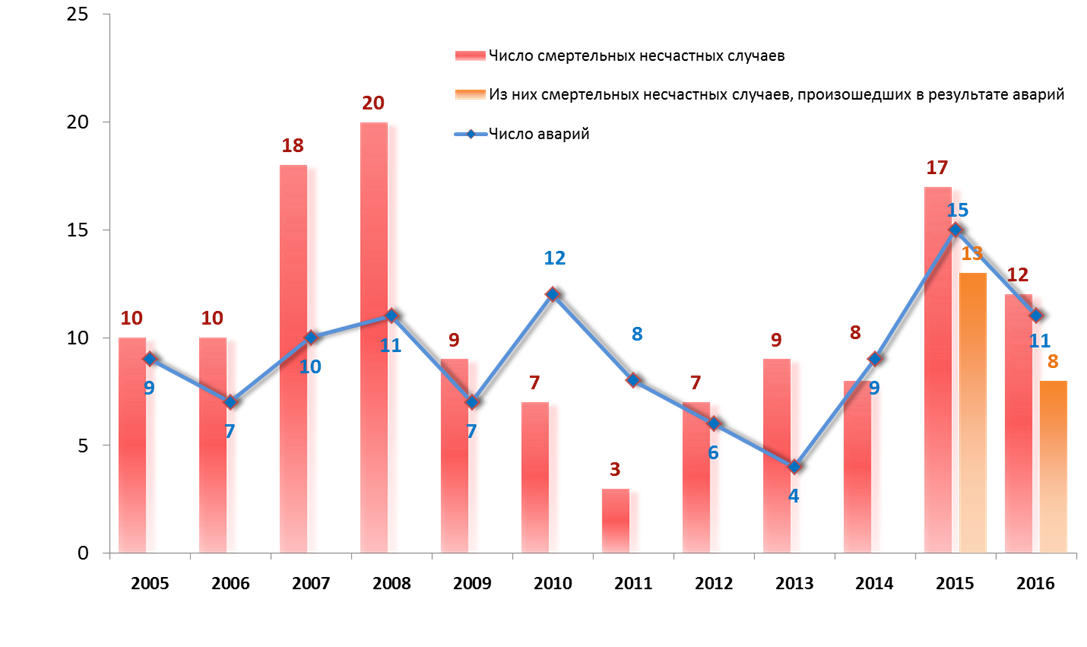 25
Число смертельных несчастных случаев
Из них смертельных несчастных случаев, произошедших в результате аварий
Число аварий
20
15
10
5
0
10 10 18 20 9 7 3 7 9 8 17 12
9 7 10 11 7 12 8 6 4 9 15 11
13 8
2005 2006 2007 2008 2009 2010 2011 2012 2013 2014 2015 2016